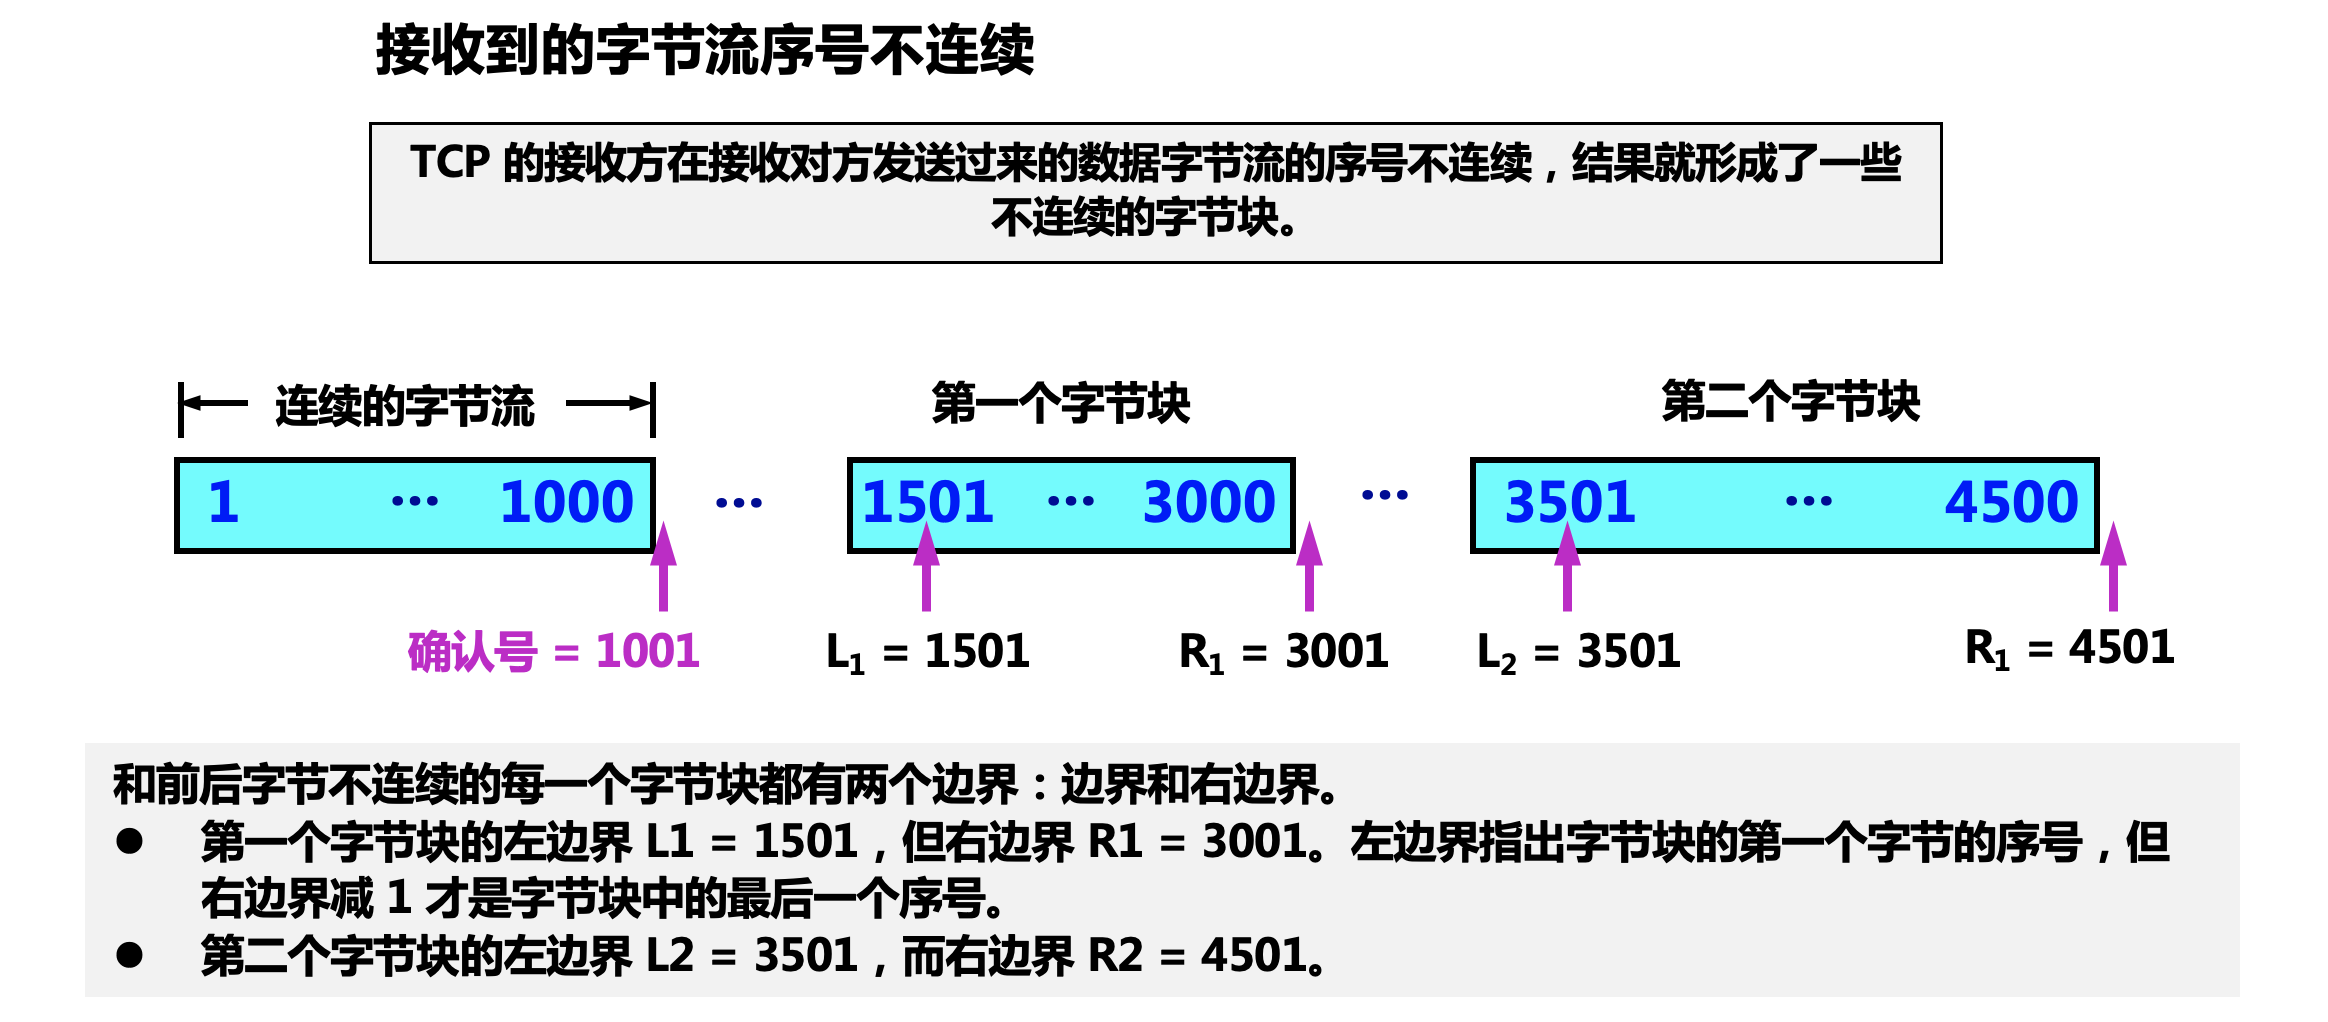 接收到的字节流序号不连续
TCP 的接收方在接收对方发送过来的数据字节流的序号不连续，结果就形成了一些
不连续的字节块。
连续的字节流
第一个字节块
第二个字节块
1 … 1000 … 1501 … 3000 … 3501 … 4500
确认号 = 1001
L1 = 1501
R1 = 3001
L2 = 3501
R1 = 4501
和前后字节不连续的每一个字节块都有两个边界：边界和右边界。
● 第一个字节块的左边界 L1 = 1501，但右边界 R1 = 3001。左边界指出字节块的第一个字节的序号，但
右边界减 1 才是字节块中的最后一个序号。
● 第二个字节块的左边界 L2 = 3501，而右边界 R2 = 4501。